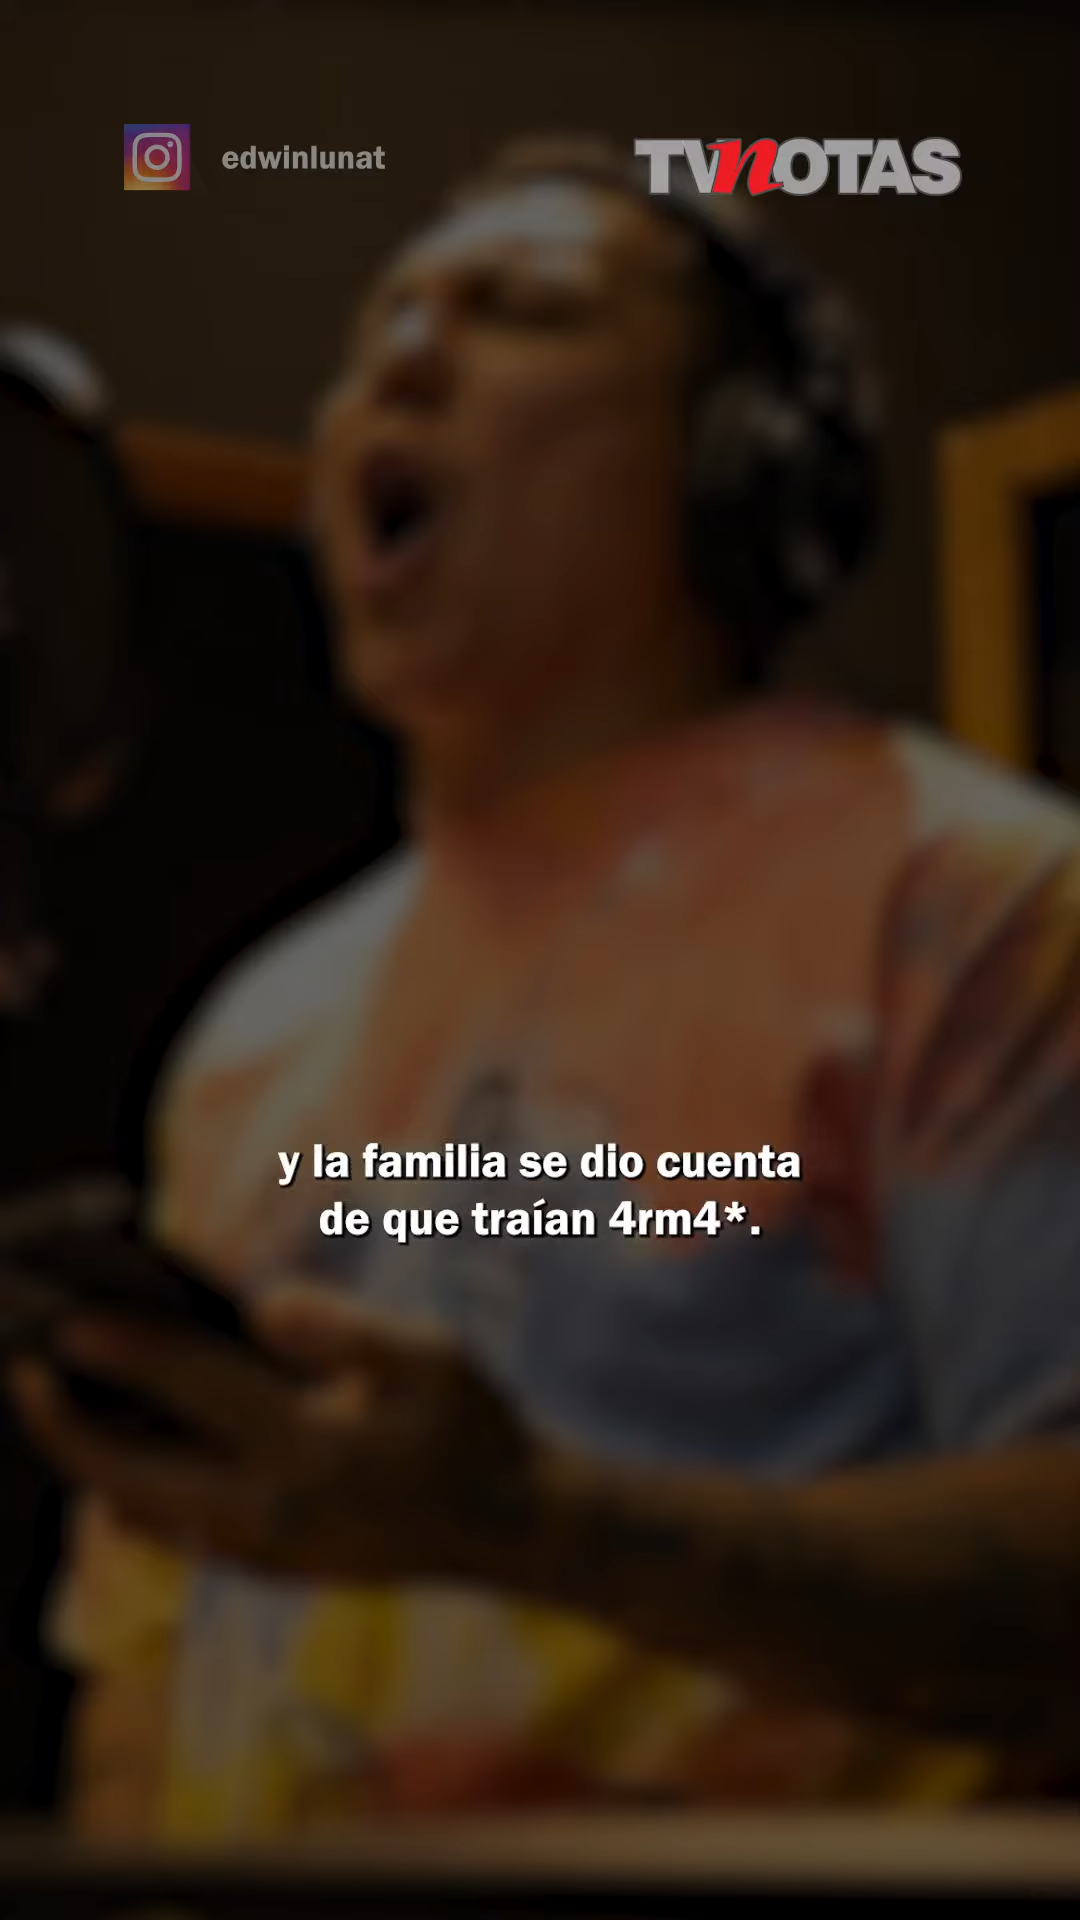 edwinlunat
TVnOTAS
y la familia se dio cuenta
de que traían 4rm4*.